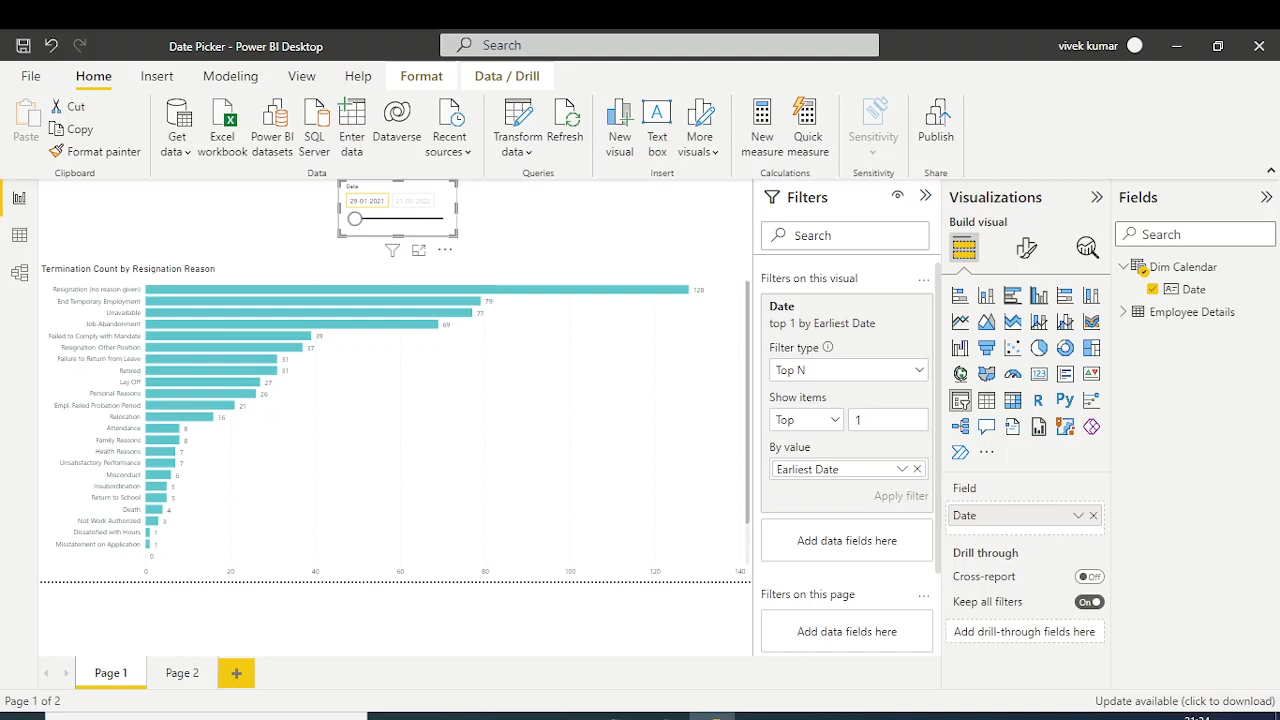 Date Picker - Power BI Desktop
Search
vivek kumar
File
Home
Insert
Modeling
View
Help
Format
Data / Drill
Paste
Cut
Copy
Format painter
Clipboard
Get data
Excel workbook
Power BI datasets
SQL Server
Enter data
Dataverse
Recent sources
Data
Transform data
Refresh
Queries
New visual
A
Text box
More visuals
Insert
New measure
Quick measure
Calculations
Sensitivity
Sensitivity
Publish
Share
Date
29-01-2021
21-05-2022
Termination Count by Resignation Reason
Resignation (no reason given) 128
End Temporary Employment 79
Unavailable 77
Job Abandonment 69
Failed to Comply with Mandate 39
Resignation Other Position 37
Failure to Return from Leave 31
Retired 31
Lay Off 27
Personal Reasons 26
Empl. Failed Probation Period 21
Relocation 16
Attendance 8
Family Reasons 8
Health Reasons 7
Unsatisfactory Performance 7
Misconduct 6
Insubordination 5
Return to School 5
Death 4
Not Work Authorized 3
Dissatisfied with Hours 1
Misstatement on Application 1
0
0 20 40 60 80 100 120 140
Filters
Search
Filters on this visual
Date
top 1 by Earliest Date
Filter type
Top N
Show items
Top
1
By value
Earliest Date
Apply filter
Add data fields here
Filters on this page
Add data fields here
Visualizations
Build visual
123
R
Py
Field
Date
Drill through
Cross-report
Off
Keep all filters
On
Add drill-through fields here
Fields
Search
Dim Calendar
Date
Employee Details
Page 1
Page 2
Page 1 of 2
Update available (click to download)
21:24